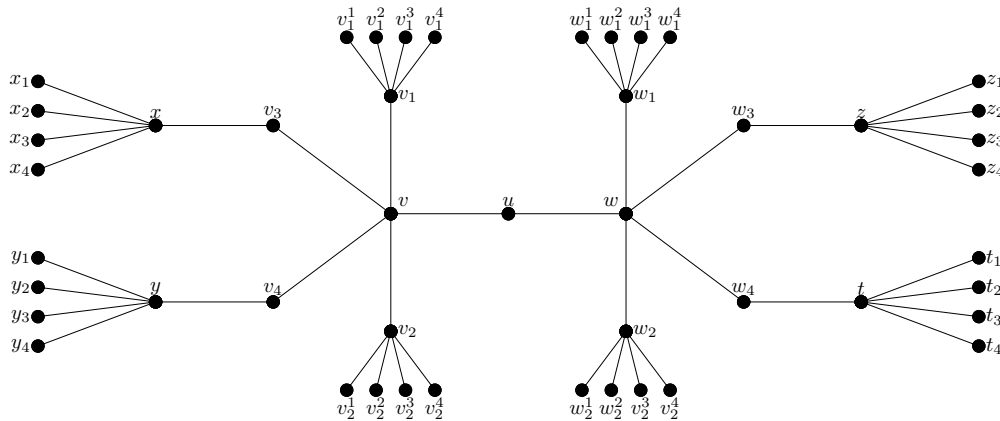 v_1^1 v_1^2 v_1^3 v_1^4 w_1^1 w_1^2 w_1^3 w_1^4
x_1 v_1 w_1 z_1
x_2 x v_3 w_3 z z_2
x_3 z_3
x_4 z_4
v u w
y_1 t_1
y_2 y v_4 w_4 t t_2
y_3 t_3
y_4 v_2 w_2 t_4
v_2^1 v_2^2 v_2^3 v_2^4 w_2^1 w_2^2 v_2^3 v_2^4